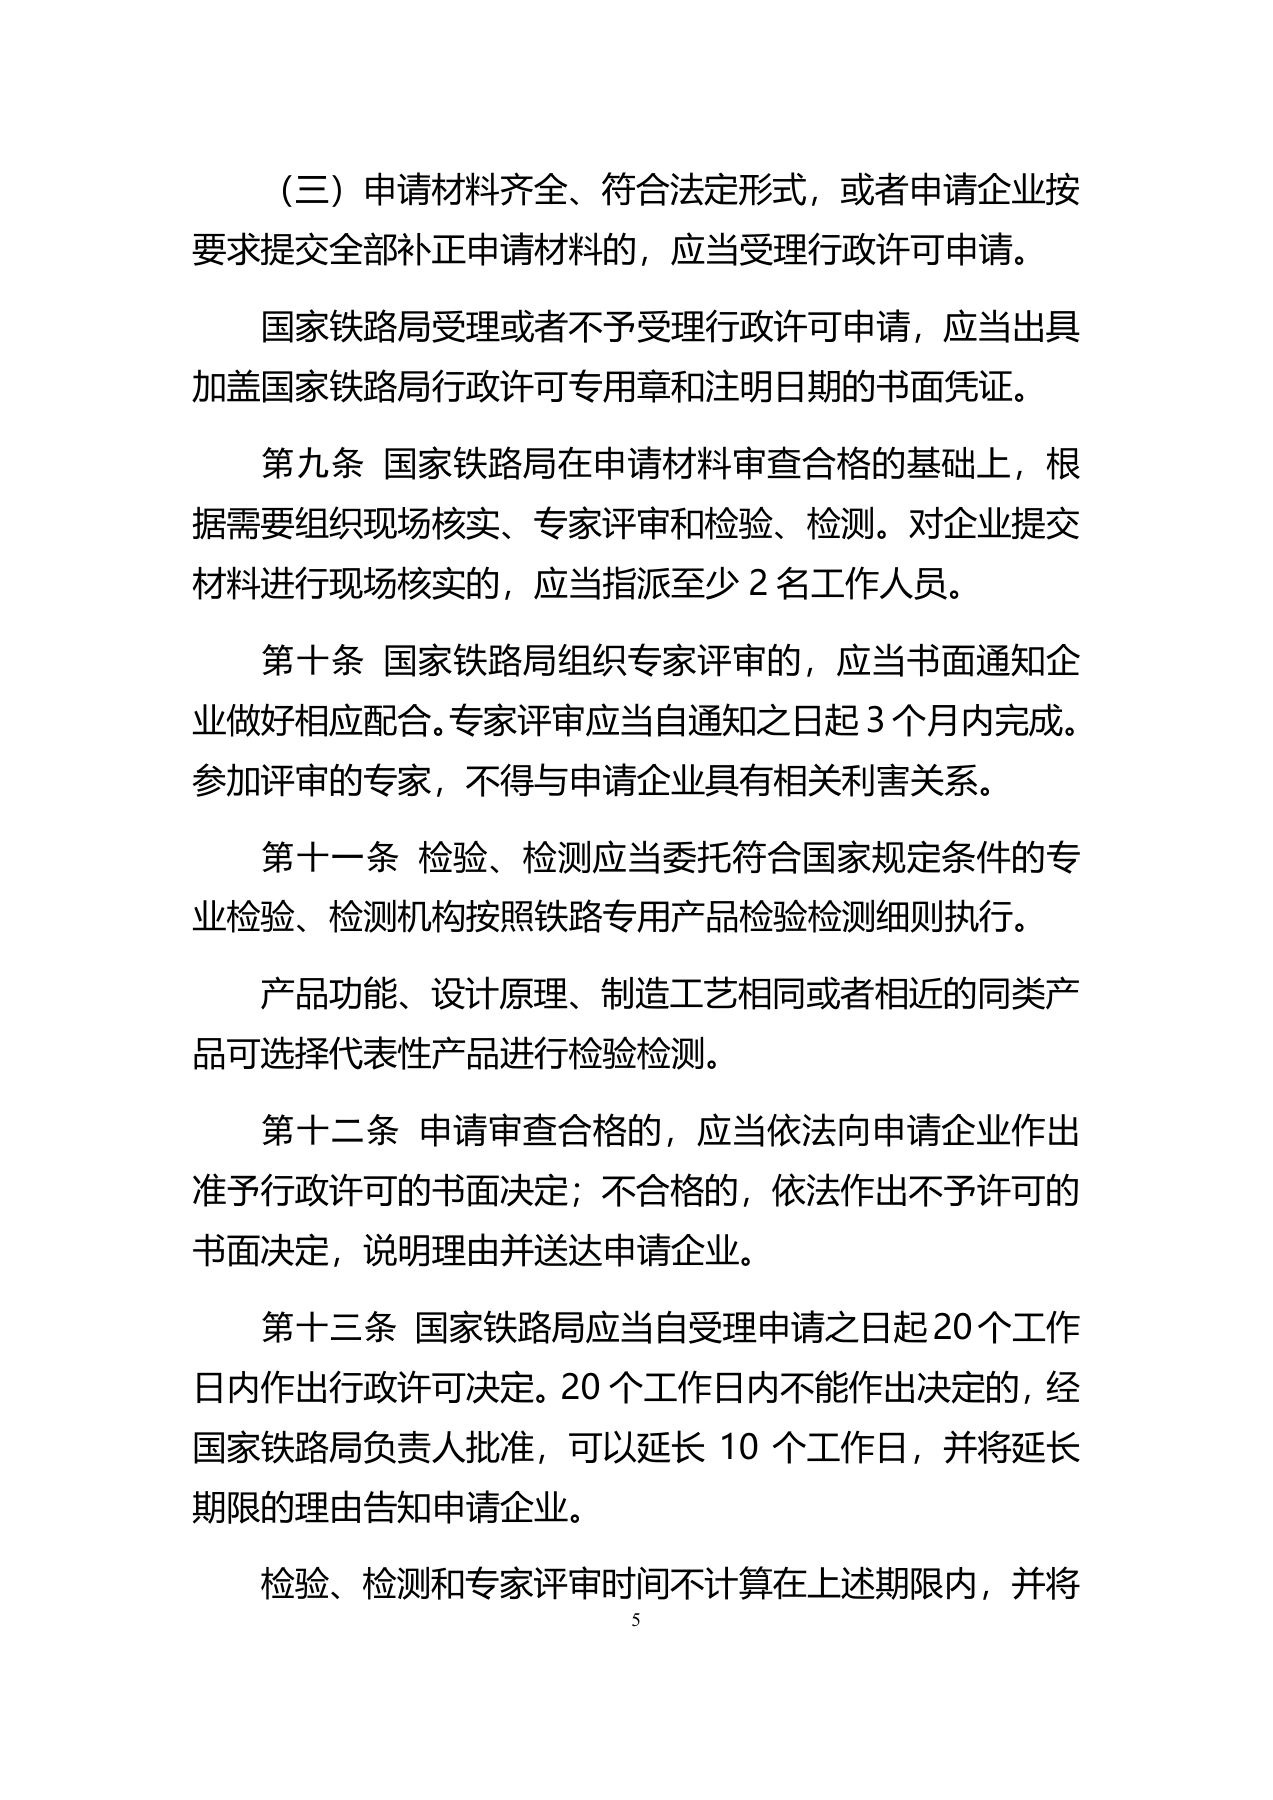 （三）申请材料齐全、符合法定形式，或者申请企业按
要求提交全部补正申请材料的，应当受理行政许可申请。
国家铁路局受理或者不予受理行政许可申请，应当出具
加盖国家铁路局行政许可专用章和注明日期的书面凭证。
第九条 国家铁路局在申请材料审查合格的基础上，根
据需要组织现场核实、专家评审和检验、检测。对企业提交
材料进行现场核实的，应当指派至少 2 名工作人员。
第十条 国家铁路局组织专家评审的，应当书面通知企
业做好相应配合。专家评审应当自通知之日起 3 个月内完成。
参加评审的专家，不得与申请企业具有相关利害关系。
第十一条 检验、检测应当委托符合国家规定条件的专
业检验、检测机构按照铁路专用产品检验检测细则执行。
产品功能、设计原理、制造工艺相同或者相近的同类产
品可选择代表性产品进行检验检测。
第十二条 申请审查合格的，应当依法向申请企业作出
准予行政许可的书面决定；不合格的，依法作出不予许可的
书面决定，说明理由并送达申请企业。
第十三条 国家铁路局应当自受理申请之日起 20 个工作
日内作出行政许可决定。20 个工作日内不能作出决定的，经
国家铁路局负责人批准，可以延长 10 个工作日，并将延长
期限的理由告知申请企业。
检验、检测和专家评审时间不计算在上述期限内，并将
5